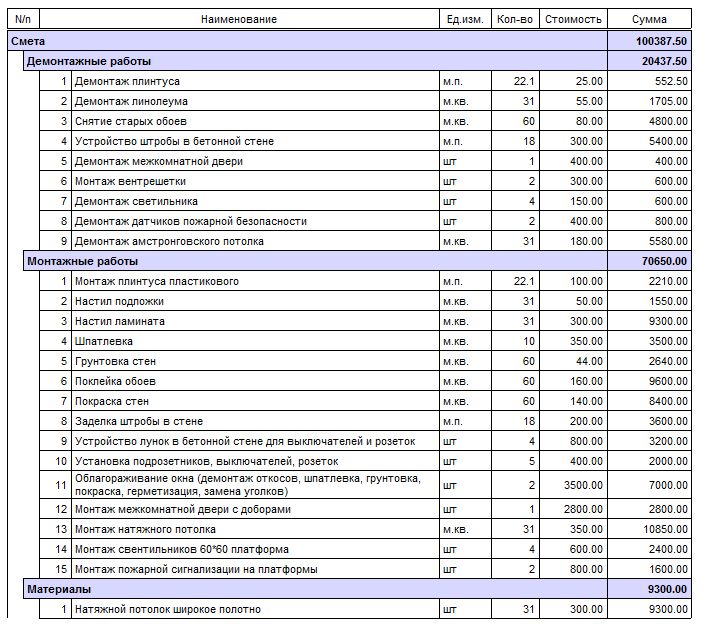 N/n Наименование Ед.изм. Кол-во Стоимость Сумма
Смета 100387.50
Демонтажные работы 20437.50
1 Демонтаж плинтуса м.п. 22.1 25.00 552.50
2 Демонтаж линолеума м.кв. 31 55.00 1705.00
3 Снятие старых обоев м.кв. 60 80.00 4800.00
4 Устройство штробы в бетонной стене м.п. 18 300.00 5400.00
5 Демонтаж межкомнатной двери шт 1 400.00 400.00
6 Монтаж вентрешетки шт 2 300.00 600.00
7 Демонтаж светильника шт 4 150.00 600.00
8 Демонтаж датчиков пожарной безопасности шт 2 400.00 800.00
9 Демонтаж амстронговского потолка м.кв. 31 180.00 5580.00
Монтажные работы 70650.00
1 Монтаж плинтуса пластикового м.п. 22.1 100.00 2210.00
2 Настил подложки м.кв. 31 50.00 1550.00
3 Настил ламината м.кв. 31 300.00 9300.00
4 Шпатлевка м.кв. 10 350.00 3500.00
5 Грунтовка стен м.кв. 60 44.00 2640.00
6 Поклейка обоев м.кв. 60 160.00 9600.00
7 Покраска стен м.кв. 60 140.00 8400.00
8 Заделка штробы в стене м.п. 18 200.00 3600.00
9 Устройство лунок в бетонной стене для выключателей и розеток шт 4 800.00 3200.00
10 Установка подрозетников, выключателей, розеток шт 5 400.00 2000.00
11 Облагораживание окна (демонтаж откосов, шпатлевка, грунтовка,
покраска, герметизация, замена уголков) шт 2 3500.00 7000.00
12 Монтаж межкомнатной двери с доборами шт 1 2800.00 2800.00
13 Монтаж натяжного потолка м.кв. 31 350.00 10850.00
14 Монтаж свентильников 60*60 платформа шт 4 600.00 2400.00
15 Монтаж пожарной сигнализации на платформы шт 2 800.00 1600.00
Материалы 9300.00
1 Натяжной потолок широкое полотно шт 31 300.00 9300.00